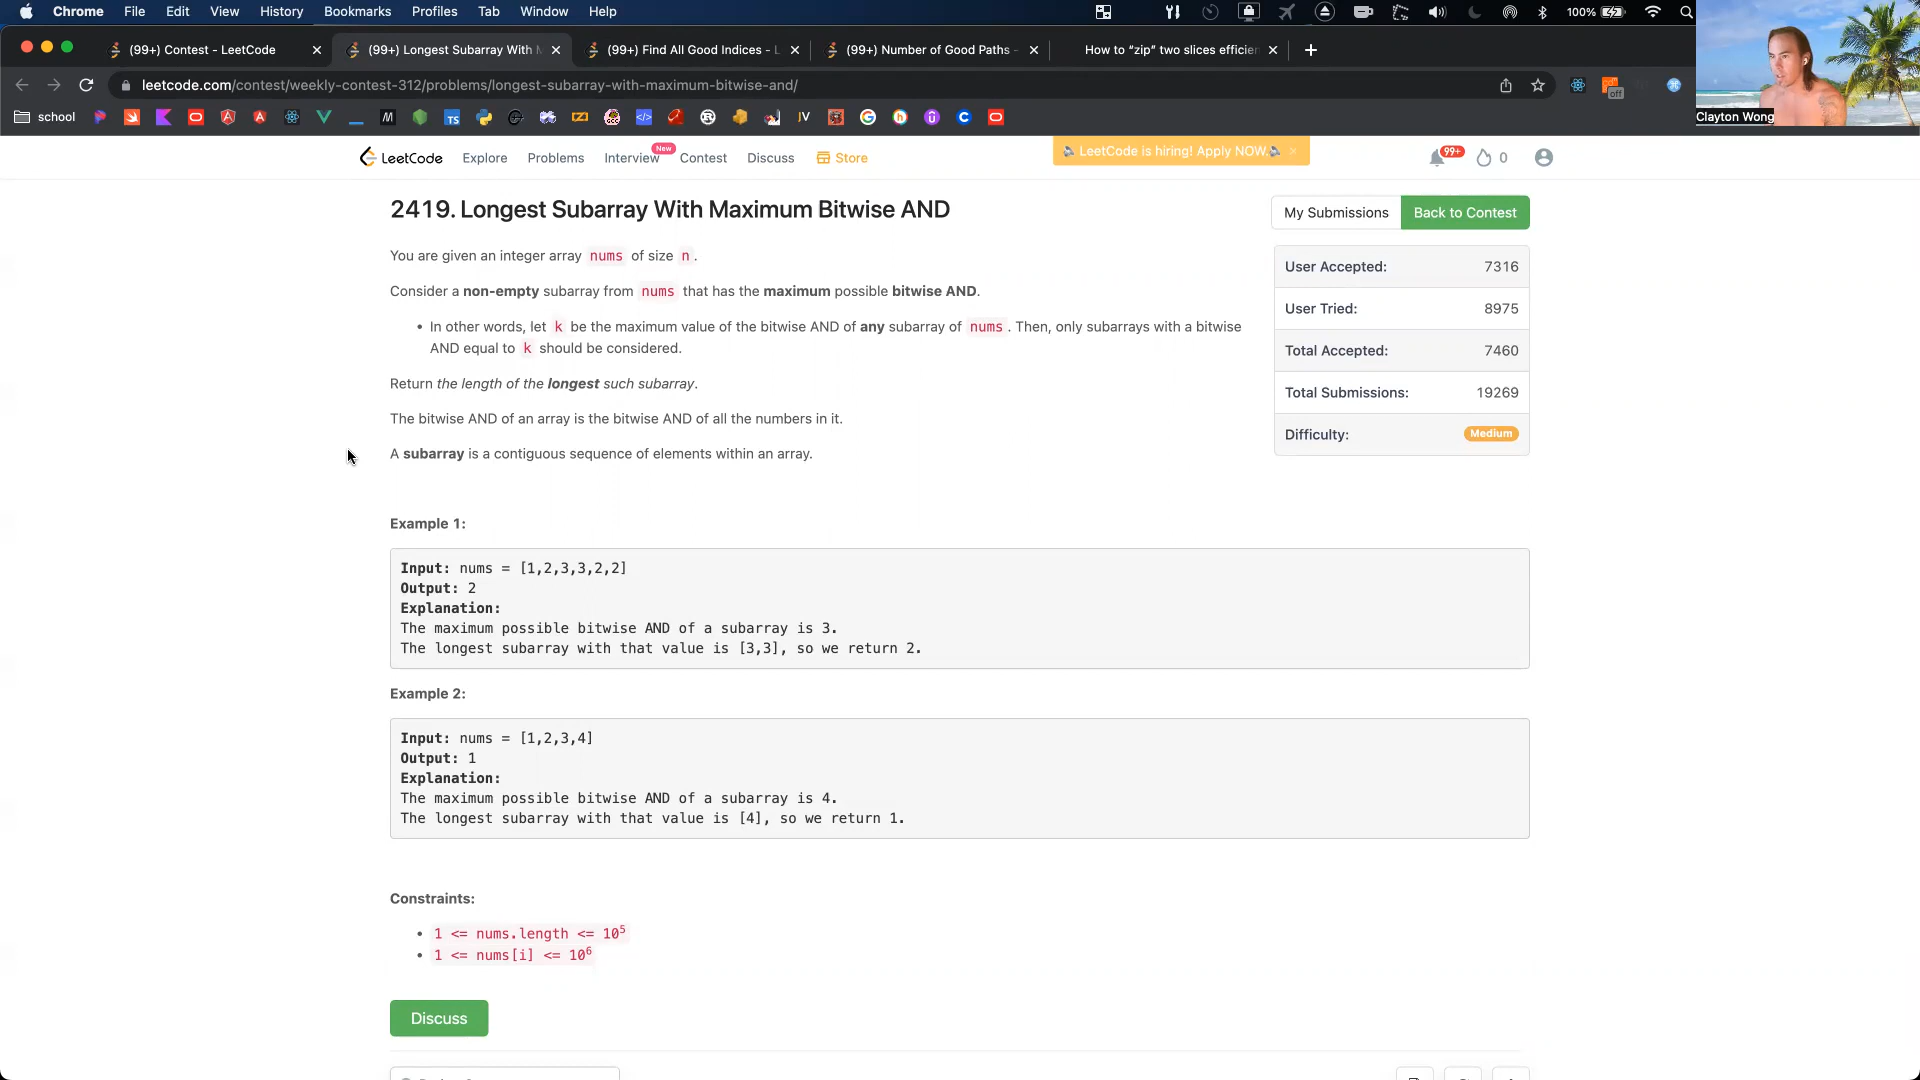 Chrome File Edit View History Bookmarks Profiles Tab Window Help 100%
(99+) Contest - LeetCode (99+) Longest Subarray With (99+) Find All Good Indices - (99+) Number of Good Paths - How to “zip” two slices efficien
leetcode.com/contest/weekly-contest-312/problems/longest-subarray-with-maximum-bitwise-and/ off
school TS JV
Clayton Wong
LeetCode Explore Problems Interview New Contest Discuss Store LeetCode is hiring! Apply NOW. 99+ 0
2419. Longest Subarray With Maximum Bitwise AND
My Submissions Back to Contest
You are given an integer array nums of size n.
Consider a non-empty subarray from nums that has the maximum possible bitwise AND.
• In other words, let k be the maximum value of the bitwise AND of any subarray of nums. Then, only subarrays with a bitwise
AND equal to k should be considered.
Return the length of the longest such subarray.
The bitwise AND of an array is the bitwise AND of all the numbers in it.
A subarray is a contiguous sequence of elements within an array.
User Accepted: 7316
User Tried: 8975
Total Accepted: 7460
Total Submissions: 19269
Difficulty: Medium
Example 1:
Input: nums = [1,2,3,3,2,2]
Output: 2
Explanation:
The maximum possible bitwise AND of a subarray is 3.
The longest subarray with that value is [3,3], so we return 2.
Example 2:
Input: nums = [1,2,3,4]
Output: 1
Explanation:
The maximum possible bitwise AND of a subarray is 4.
The longest subarray with that value is [4], so we return 1.
Constraints:
• 1 <= nums.length <= 10⁵
• 1 <= nums[i] <= 10⁶
Discuss